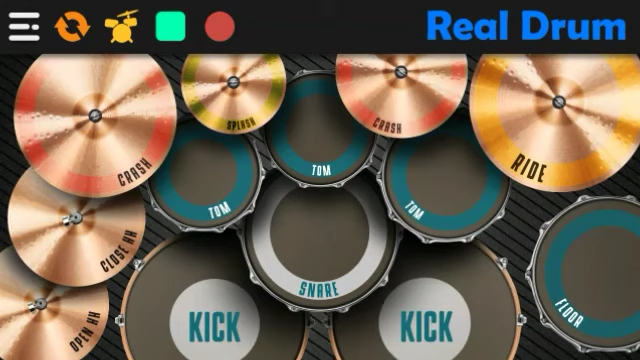 Real Drum
CRASH
SPLASH
CRASH
RIDE
TOM
TOM
TOM
CLOSE HH
SNARE
FLOOR
OPEN HH
KICK
KICK